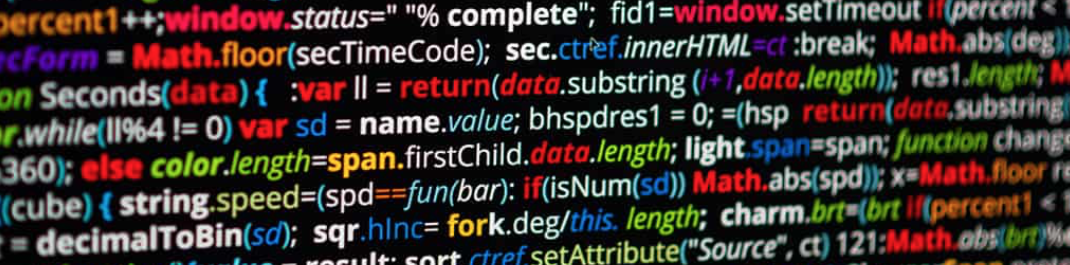 percent1++;window.status=" "% complete"; fid1=window.setTimeout if(percent <
ecForm = Math.floor(secTimeCode); sec.ctref.innerHTML=ct :break; Math.abs(deg))
on Seconds(data) { :var ll = return(data.substring (i+1,data.length)); res1.length; M
r.while(ll%4 != 0) var sd = name.value; bhspdres1 = 0; =(hsp return(data.substring
360); else color.length=span.firstChild.data.length; light.span=span; function change
(cube) { string.speed=(spd==fun(bar): if(isNum(sd)) Math.abs(spd)); x=Math.floor
= decimalToBin(sd); sqr.hInc= fork.deg/this. length; charm.brt=(brt if(percent1 <
= result; sort ctref.setAttribute("Source", ct) 121:Math.abs(brt)%